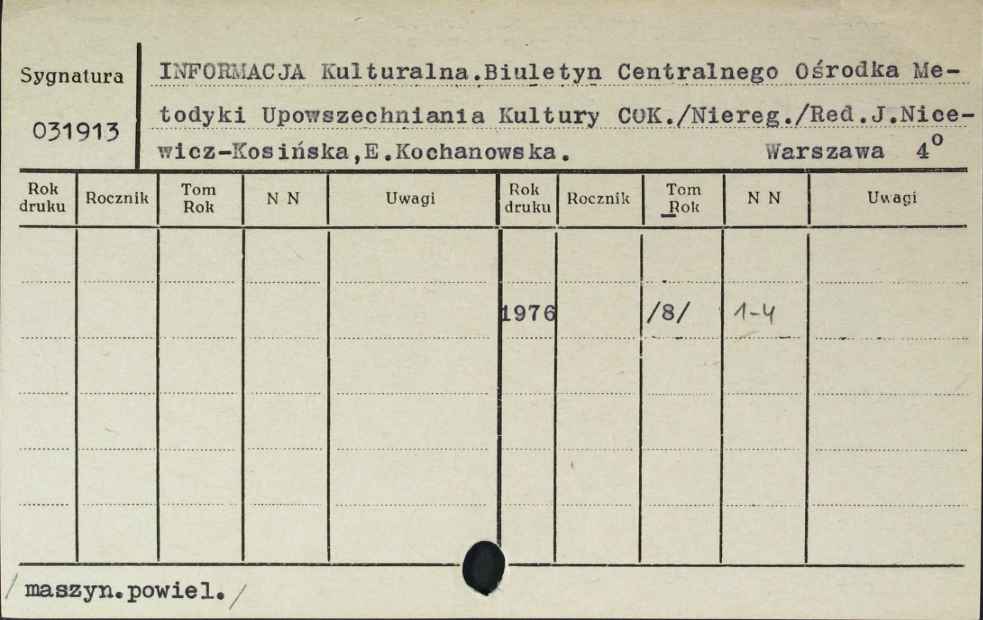 Sygnatura
031913
INFORMACJA Kulturalna.Biuletyn Centralnego Ośrodka Me-
todyki Upowszechniania Kultury COK./Niereg./Red.J.Nice-
wicz-Kosińska,E.Kochanowska. Warszawa 4°
Rok druku Rocznik Tom Rok N N Uwagi Rok druku Rocznik Tom Rok N N Uwagi
1976 /8/ 1-4
/maszyn.powiel./